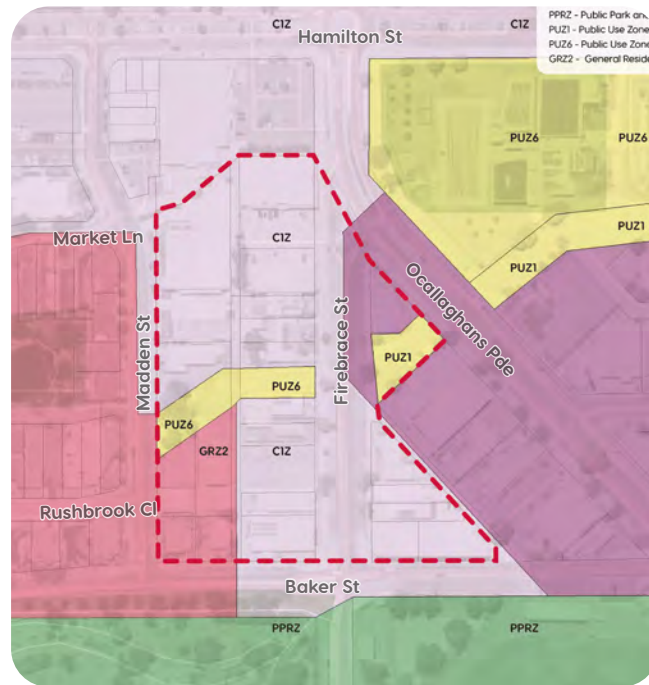 PPRZ - Public Park
PUZ1 - Public Use Zone
PUZ6 - Public Use Zone
GRZ2 - General
C1Z
C1Z
Hamilton St
PUZ6
PUZ6
PUZ1
Market Ln
C1Z
PUZ1
Ocallaghans Pde
Madden St
Firebrace St
PUZ1
PUZ6
PUZ6
GRZ2
C1Z
Rushbrook Cl
Baker St
PPRZ
PPRZ